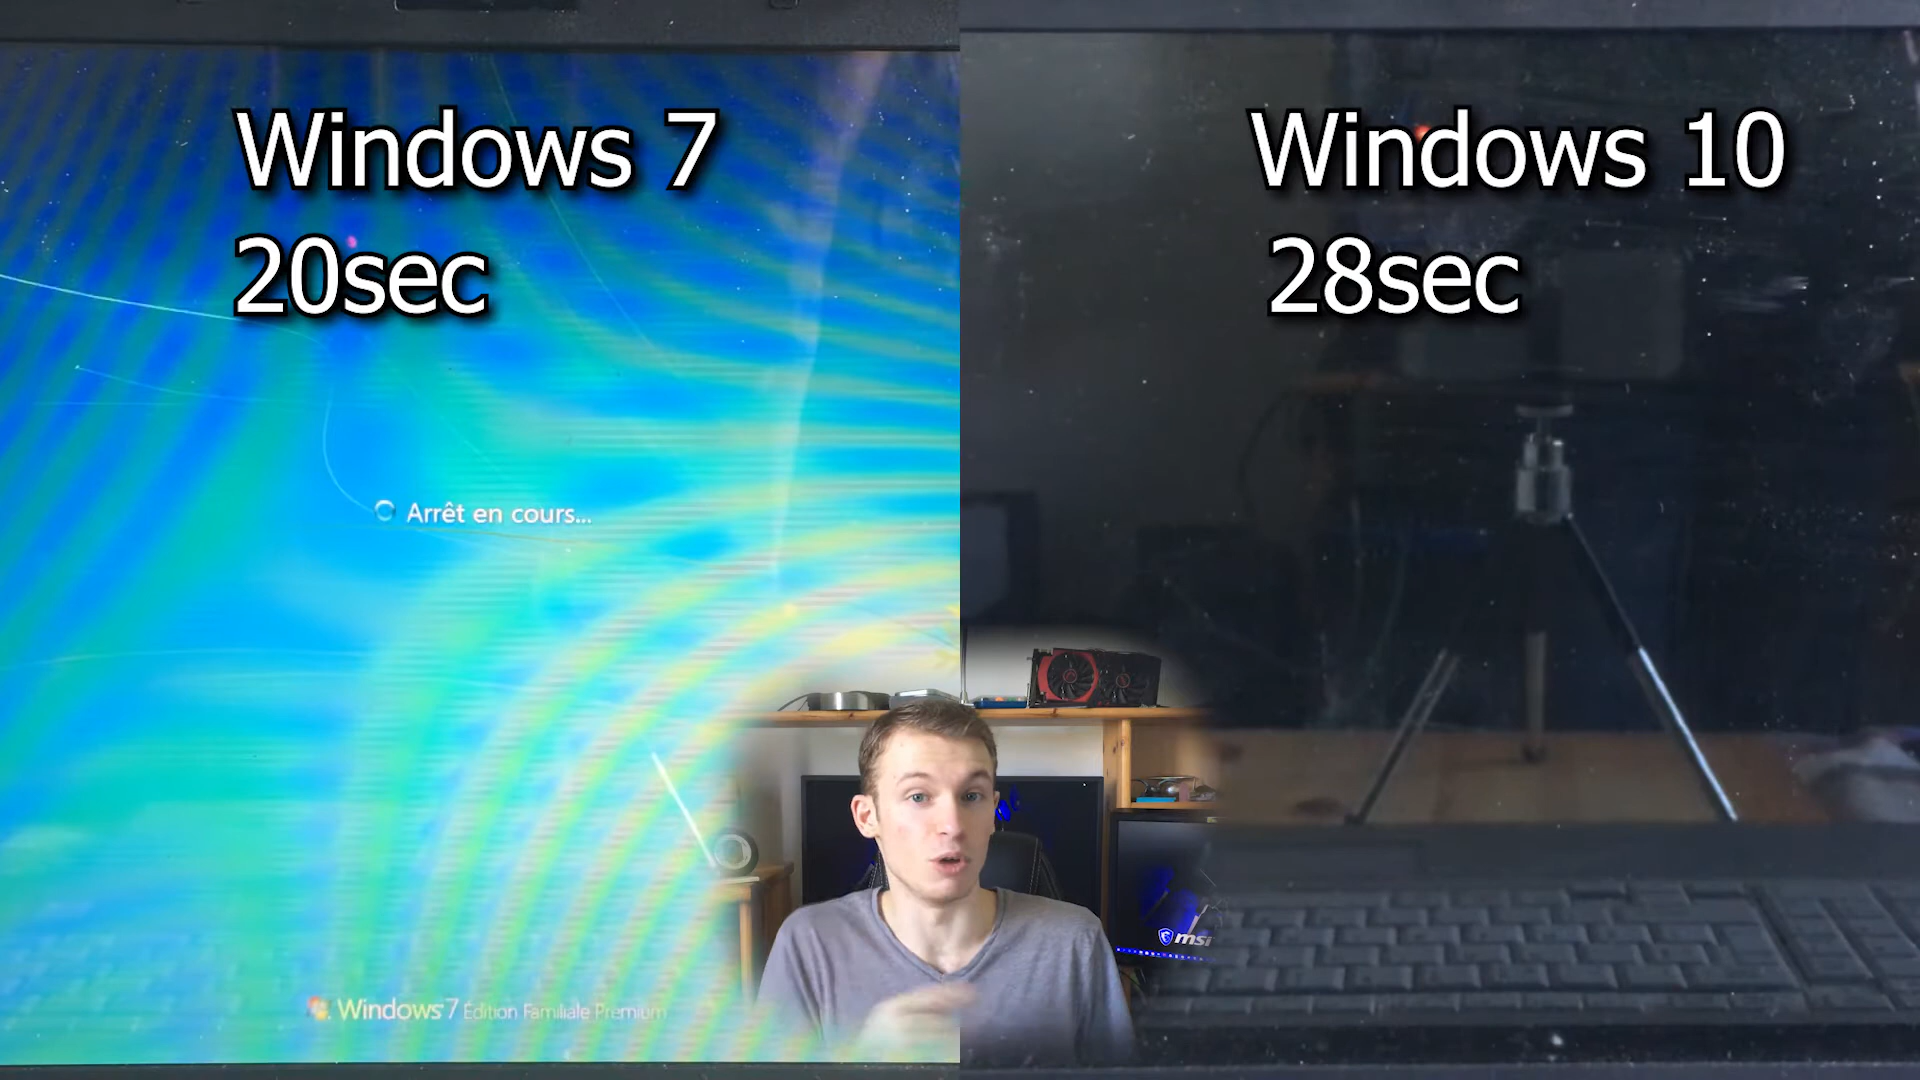 Windows 7
20sec
Windows 10
28sec
Arrêt en cours...
msi
Windows 7 Édition Familiale Premium